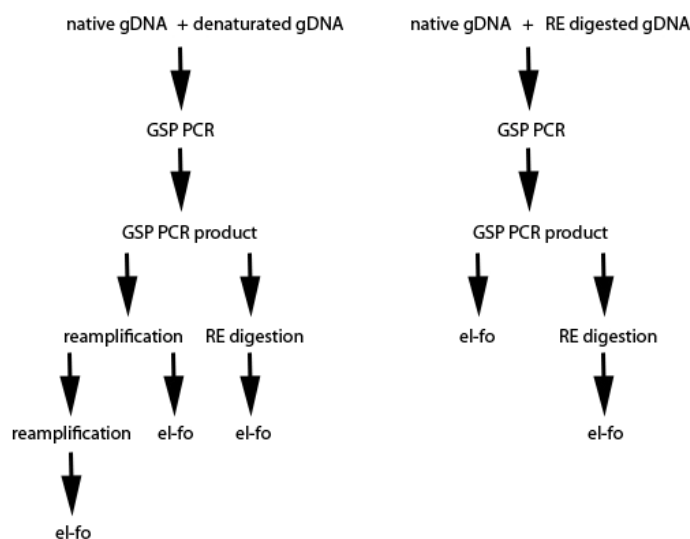 native gDNA + denaturated gDNA
native gDNA + RE digested gDNA
GSP PCR
GSP PCR
GSP PCR product
GSP PCR product
reamplification
RE digestion
el-fo
RE digestion
reamplification
el-fo
el-fo
el-fo
el-fo